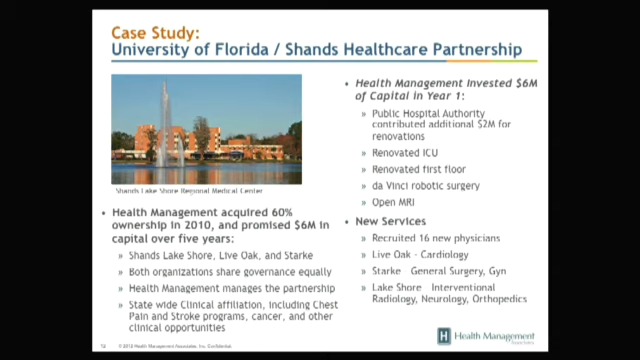 Case Study:
University of Florida / Shands Healthcare Partnership
Shands Lake Shore Regional Medical Center
• Health Management acquired 60%
ownership in 2010, and promised $6M in
capital over five years:
» Shands Lake Shore, Live Oak, and Starke
» Both organizations share governance equally
» Health Management manages the partnership
» State wide Clinical affiliation, including Chest
Pain and Stroke programs, cancer, and other
clinical opportunities
• Health Management Invested $6M
of Capital in Year 1:
» Public Hospital Authority
contributed additional $2M for
renovations
» Renovated ICU
» Renovated first floor
» da Vinci robotic surgery
» Open MRI
• New Services
» Recruited 16 new physicians
» Live Oak - Cardiology
» Starke General Surgery, Gyn
» Lake Shore Interventional
Radiology, Neurology, Orthopedics
Health Management, Inc. Confidential.
H Health Management
Associates